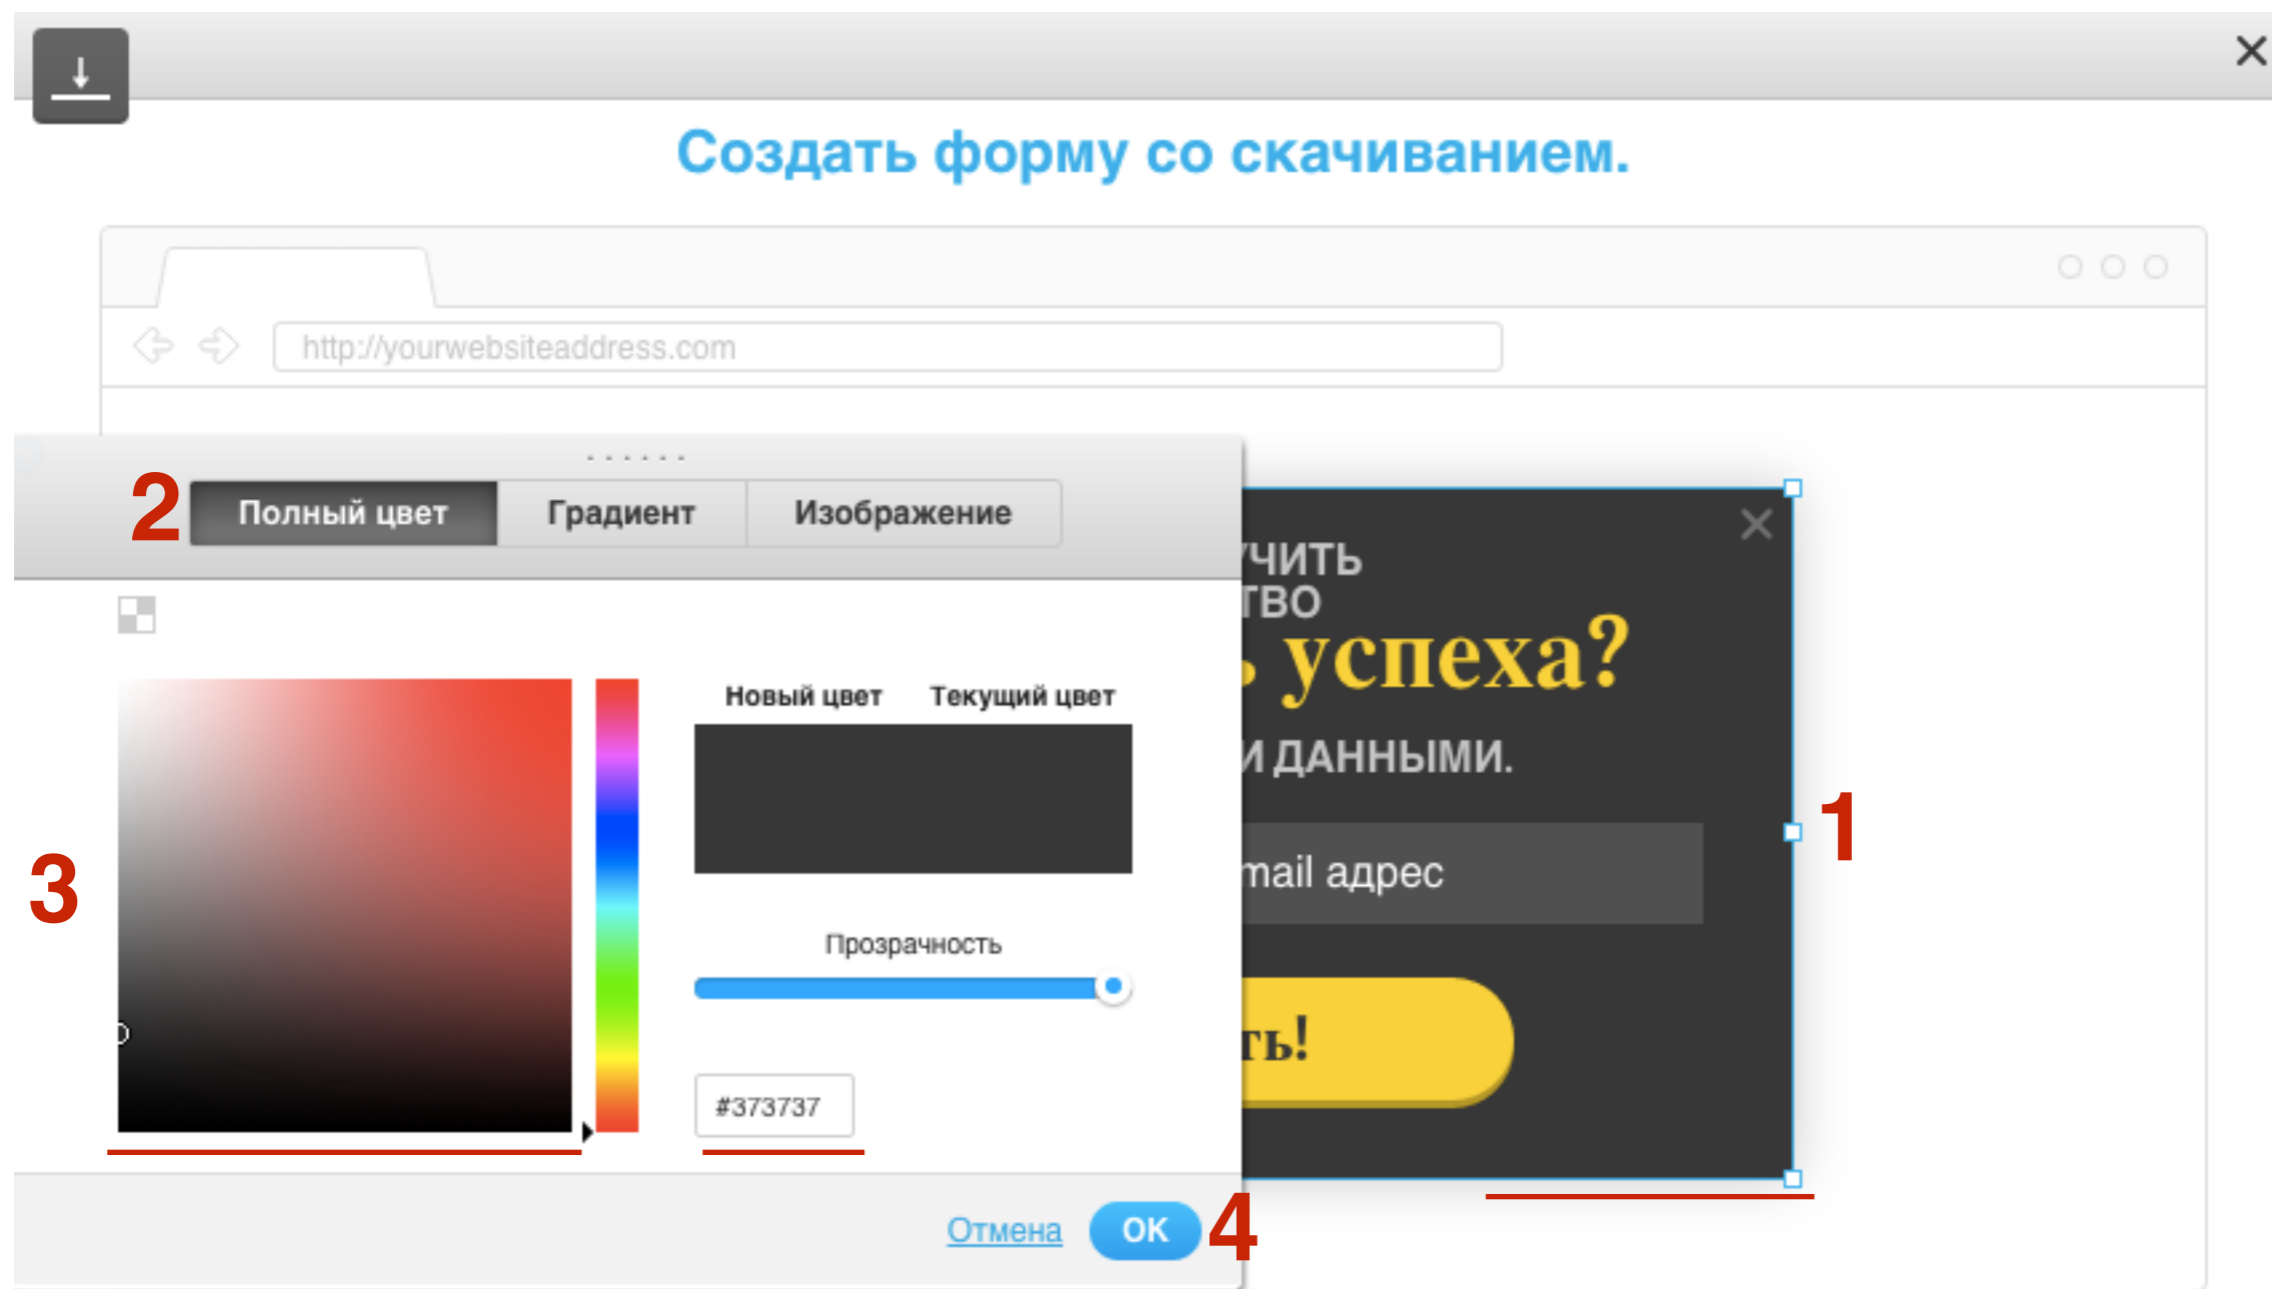 Создать форму со скачиванием.
http://yourwebsiteaddress.com
2
Полный цвет Градиент Изображение
Новый цвет Текущий цвет
Прозрачность
#373737
3
Отмена OK
4
УЧИТЬ
ТВО
ь успеха?
И ДАННЫМИ.
mail адрес
ть!
1